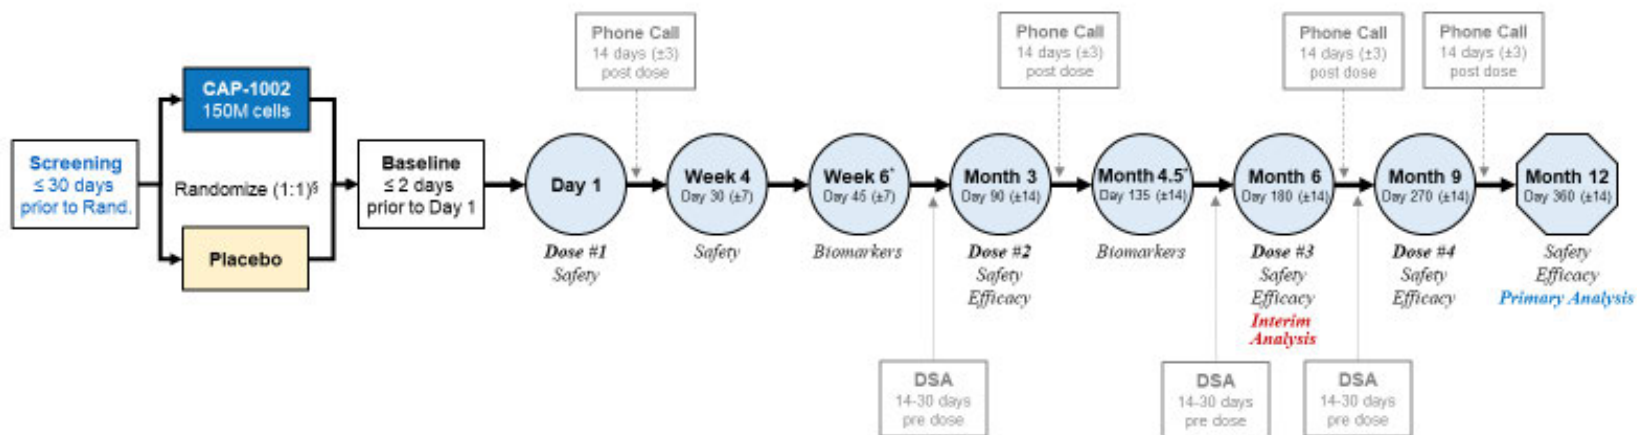 Phone Call
14 days (±3)
post dose
Phone Call
14 days (±3)
post dose
Phone Call
14 days (±3)
post dose
Phone Call
14 days (±3)
post dose
CAP-1002
150M cells
Screening
≤ 30 days
prior to Rand.
Randomize (1:1)§
Placebo
Baseline
≤ 2 days
prior to Day 1
Day 1
Dose #1
Safety
Week 4
Day 30 (±7)
Safety
Week 6*
Day 45 (±7)
Biomarkers
Month 3
Day 90 (±14)
Dose #2
Safety
Efficacy
Month 4.5*
Day 135 (±14)
Biomarkers
Month 6
Day 180 (±14)
Dose #3
Safety
Efficacy
Interim
Analysis
Month 9
Day 270 (±14)
Dose #4
Safety
Efficacy
Month 12
Day 360 (±14)
Safety
Efficacy
Primary Analysis
DSA
14-30 days
pre dose
DSA
14-30 days
pre dose
DSA
14-30 days
pre dose